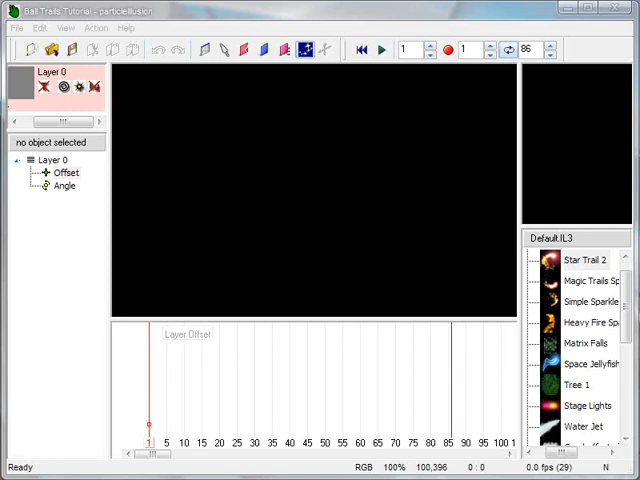 Ball Trails Tutorial - particleIllusion
File Edit View Action Help
1 1 86
Layer 0
no object selected
Layer 0
Offset
Angle
Default.IL3
Star Trail 2
Magic Trails Sp
Simple Sparkle
Heavy Fire Spa
Matrix Falls
Space Jellyfish
Tree 1
Stage Lights
Water Jet
Layer Offset
1 5 10 15 20 25 30 35 40 45 50 55 60 65 70 75 80 85 90 95 100 1
Ready RGB 100% 100,396 0 : 0 0.0 fps (29) N